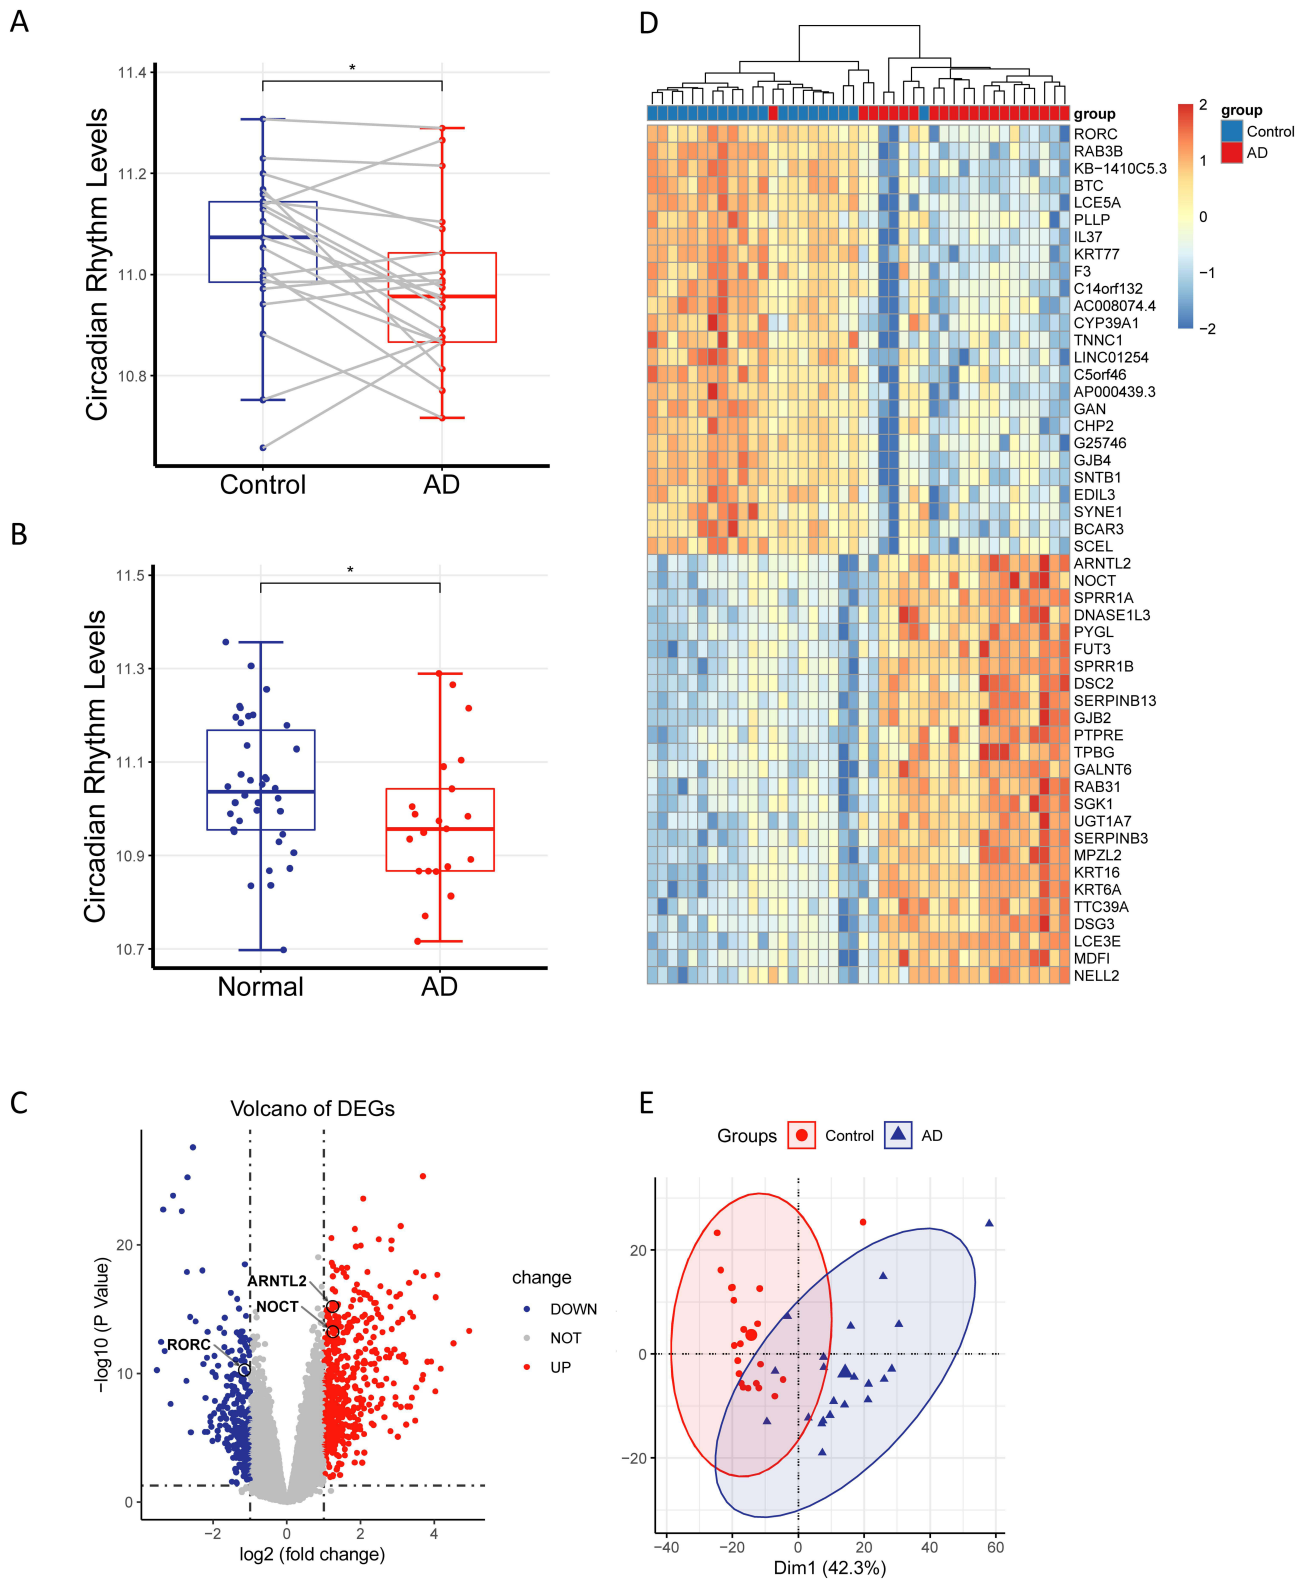 A
Circadian Rhythm Levels
11.4
11.2
11.0
10.8
*
Control
AD
B
Circadian Rhythm Levels
11.5
11.3
11.1
10.9
10.7
*
Normal
AD
C
Volcano of DEGs
−log10 (P Value)
20
10
0
ARNTL2
NOCT
RORC
−2
0
2
4
log2 (fold change)
change
DOWN
NOT
UP
D
group
RORC
RAB3B
KB−1410C5.3
BTC
LCE5A
PLLP
IL37
KRT77
F3
C14orf132
AC008074.4
CYP39A1
TNNC1
LINC01254
C5orf46
AP000439.3
GAN
CHP2
G25746
GJB4
SNTB1
EDIL3
SYNE1
BCAR3
SCEL
ARNTL2
NOCT
SPRR1A
DNASE1L3
PYGL
FUT3
SPRR1B
DSC2
SERPINB13
GJB2
PTPRE
TPBG
GALNT6
RAB31
SGK1
UGT1A7
SERPINB3
MPZL2
KRT16
KRT6A
TTC39A
DSG3
LCE3E
MDFI
NELL2
2
1
0
−1
−2
group
Control
AD
E
Groups
Control
AD
20
0
−20
−40
−20
0
20
40
60
Dim1 (42.3%)